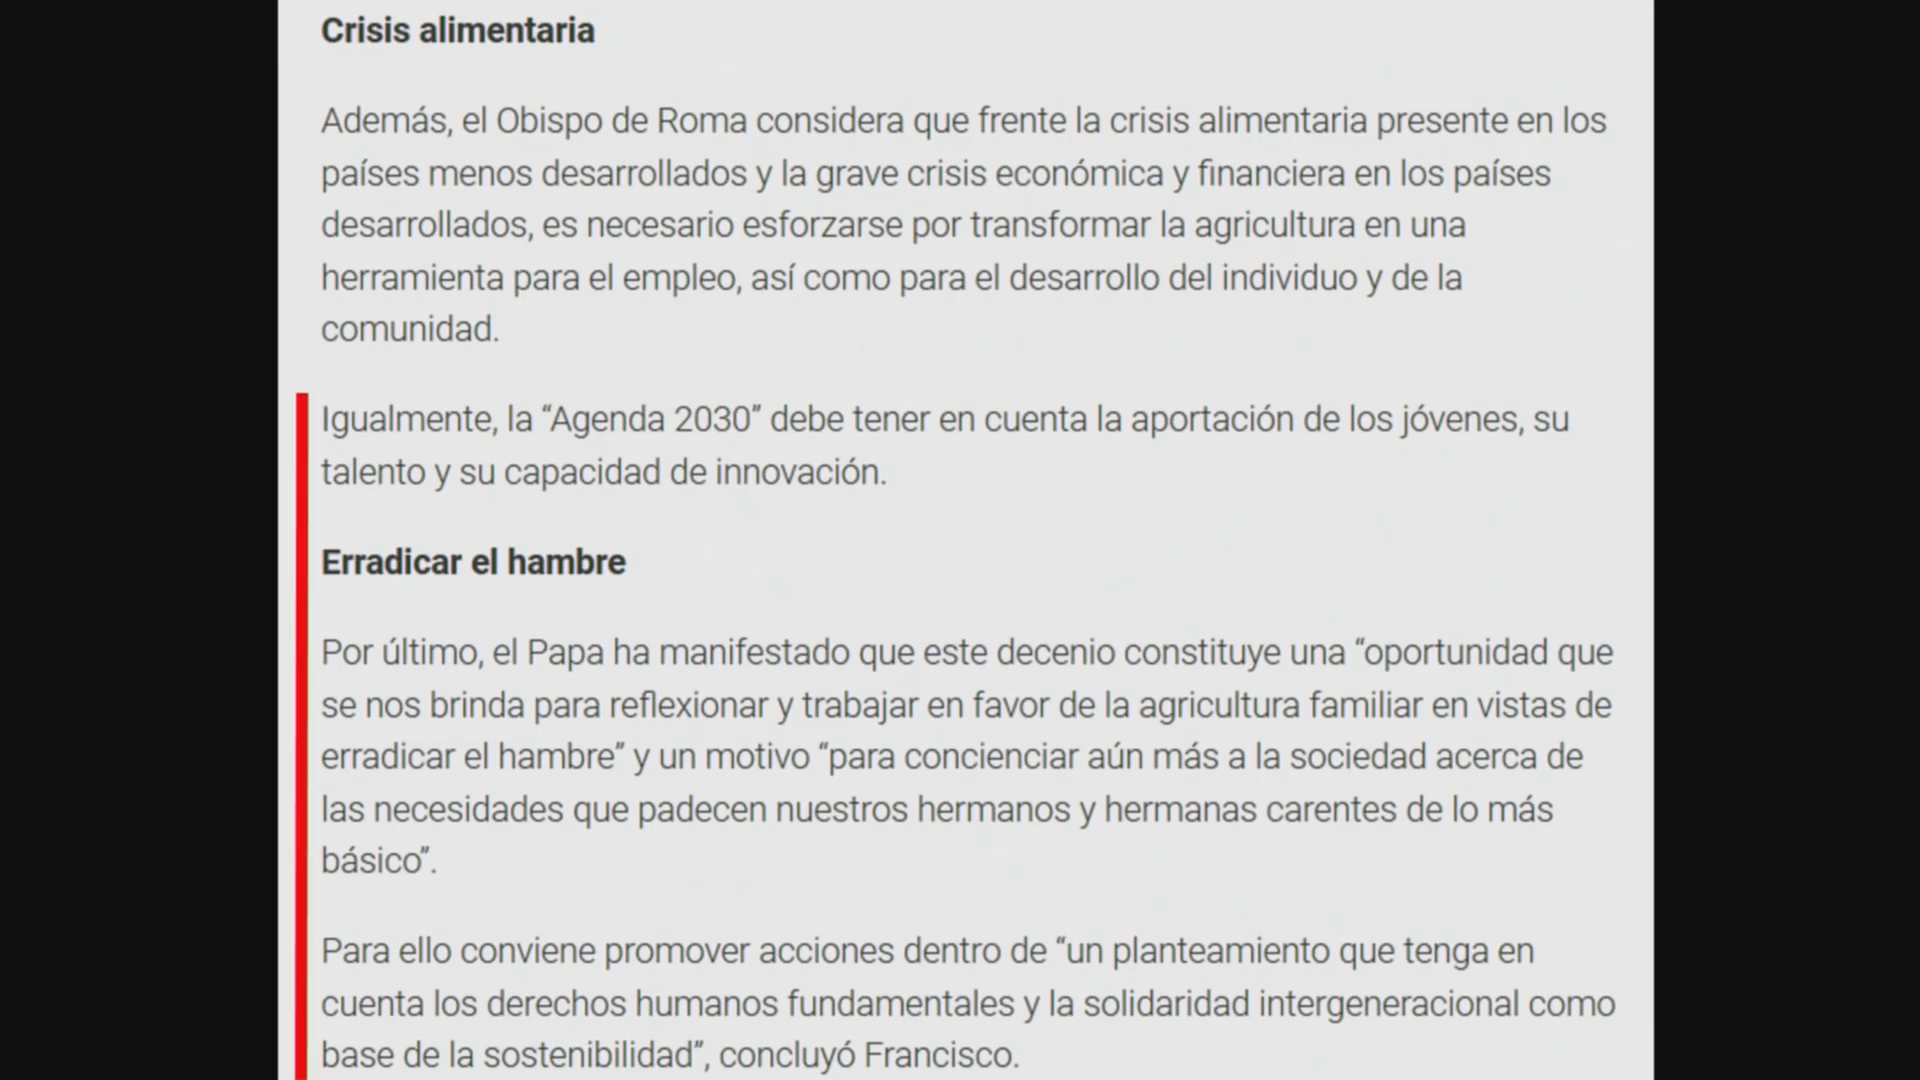 Crisis alimentaria
Además, el Obispo de Roma considera que frente la crisis alimentaria presente en los
países menos desarrollados y la grave crisis económica y financiera en los países
desarrollados, es necesario esforzarse por transformar la agricultura en una
herramienta para el empleo, así como para el desarrollo del individuo y de la
comunidad.
Igualmente, la “Agenda 2030” debe tener en cuenta la aportación de los jóvenes, su
talento y su capacidad de innovación.
Erradicar el hambre
Por último, el Papa ha manifestado que este decenio constituye una “oportunidad que
se nos brinda para reflexionar y trabajar en favor de la agricultura familiar en vistas de
erradicar el hambre” y un motivo “para concienciar aún más a la sociedad acerca de
las necesidades que padecen nuestros hermanos y hermanas carentes de lo más
básico”.
Para ello conviene promover acciones dentro de “un planteamiento que tenga en
cuenta los derechos humanos fundamentales y la solidaridad intergeneracional como
base de la sostenibilidad”, concluyó Francisco.